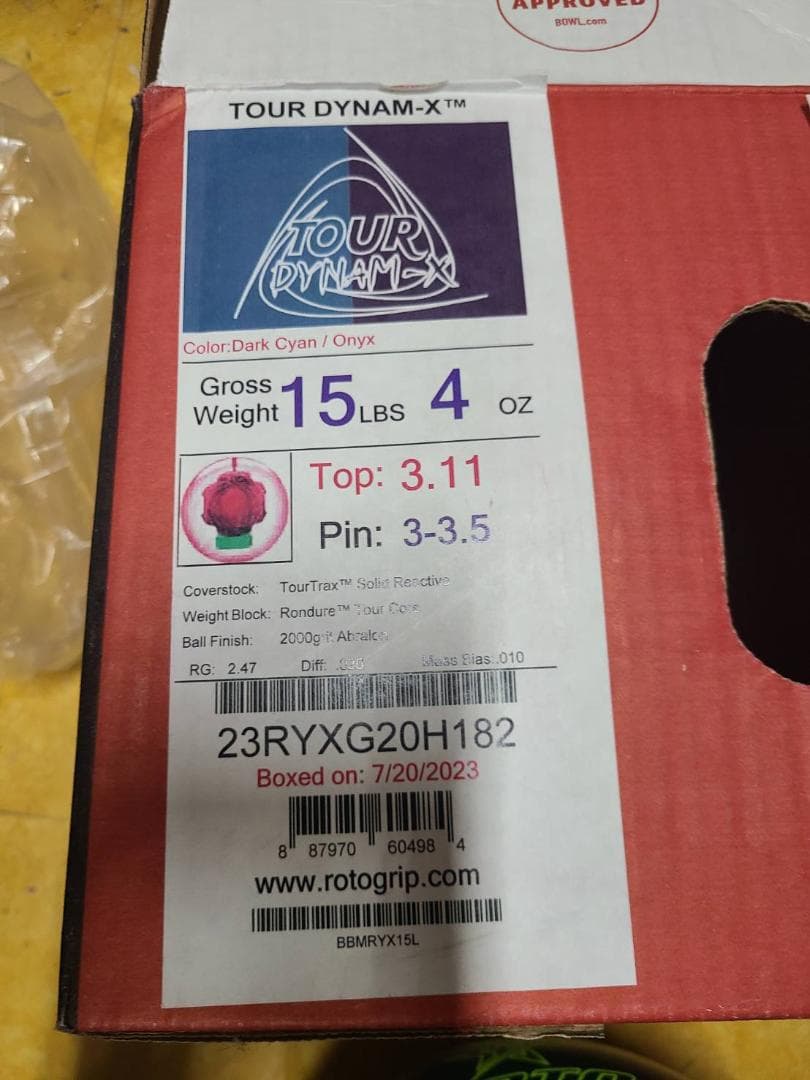 APPROVED
BOWL.com
TOUR DYNAM-X™
TOUR
DYNAM-X
Color:Dark Cyan / Onyx
Gross Weight 15 LBS 4 OZ
Top: 3.11
Pin: 3-3.5
Coverstock: TourTrax™ Solid Reactive
Weight Block: Rondure™ Tour Core
Ball Finish: 2000grit Abralon
RG: 2.47 Diff: Mass Bias:.010
23RYXG20H182
Boxed on: 7/20/2023
8 87970 60498 4
www.rotogrip.com
BBMRYX15L